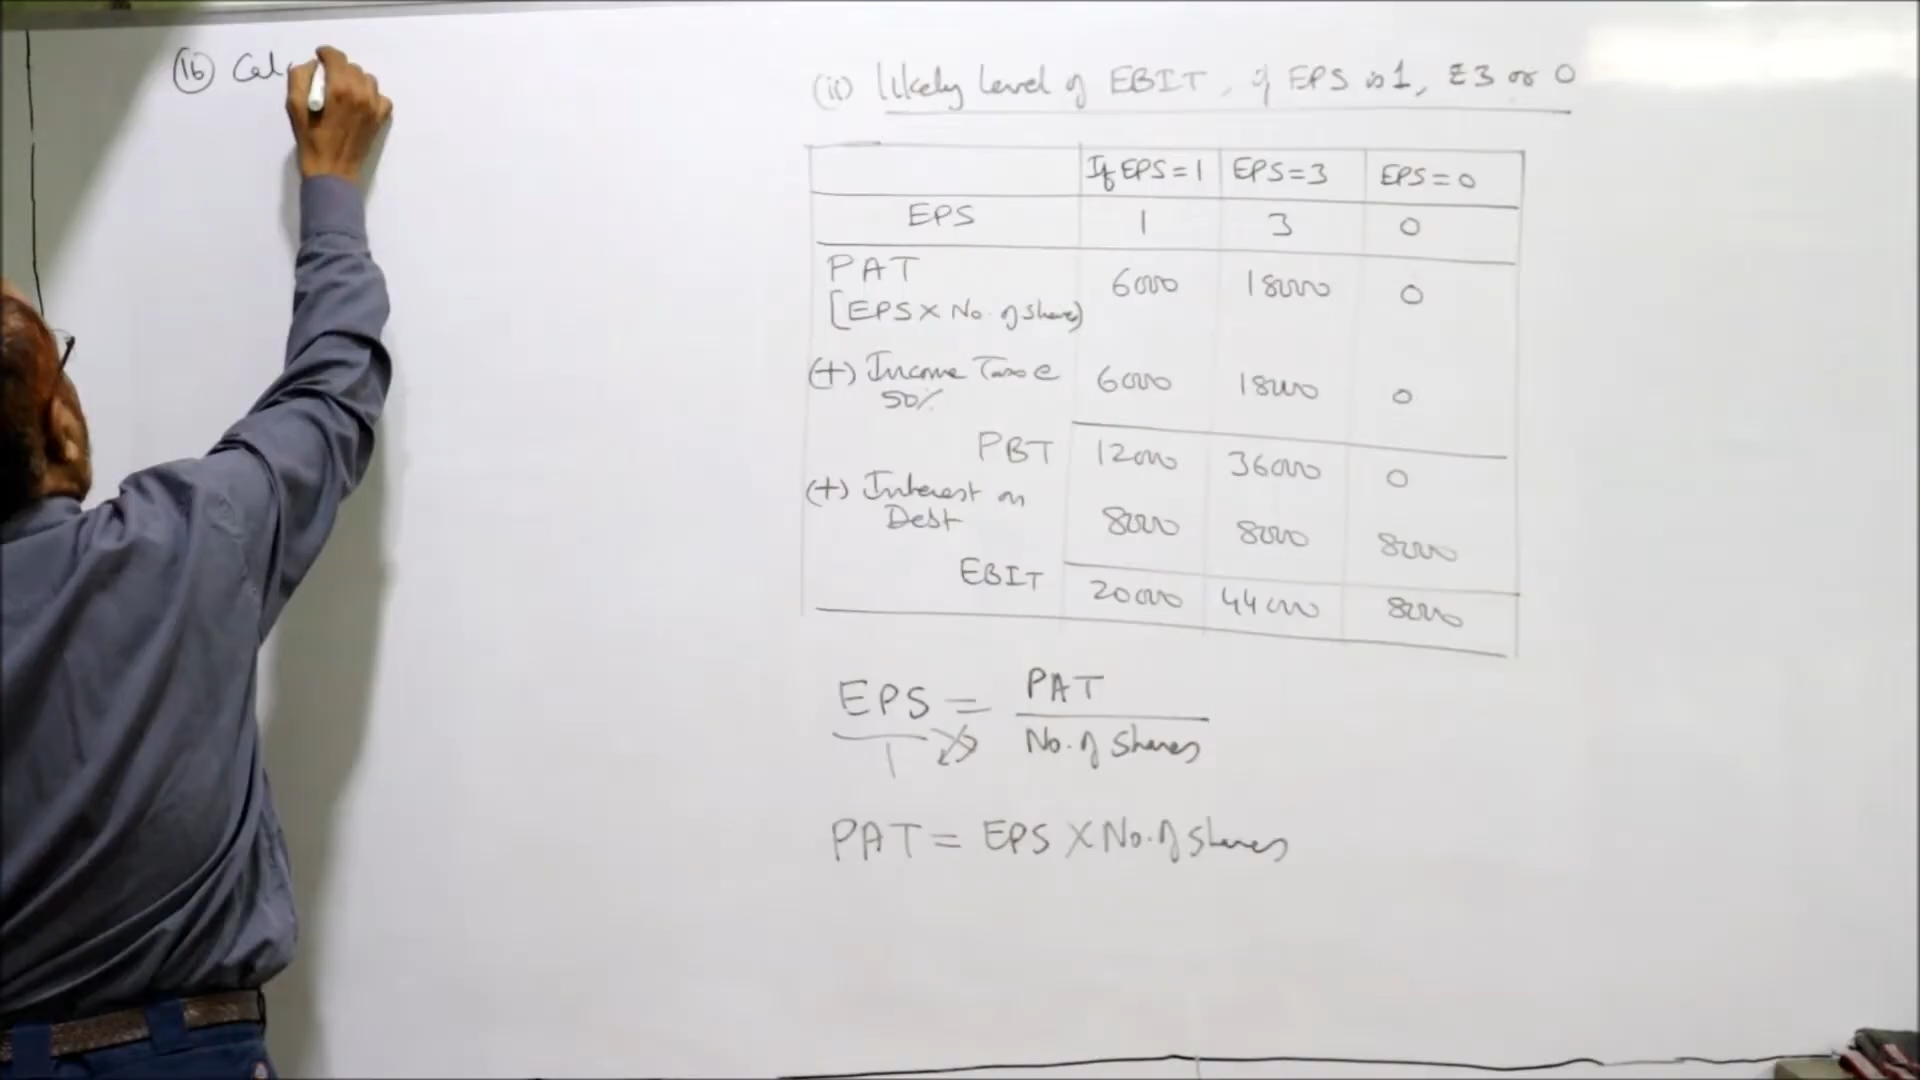 (16) Cal
(ii) Likely level of EBIT, if EPS is 1, ₹3 or 0
If EPS=1 EPS=3 EPS=0
EPS 1 3 0
PAT 6000 18000 0
[EPS X No. of share)
(+) Income Tax @ 6000 18000 0
50%
PBT 12000 36000 0
(+) Interest on
Debt 8000 8000 8000
EBIT 20000 44000 8000
EPS = PAT
1 No. of Shares
PAT = EPS X No. of Shares